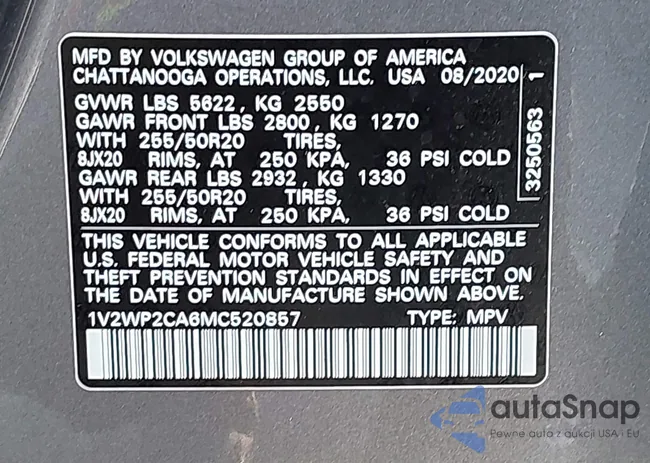 MFD BY VOLKSWAGEN GROUP OF AMERICA
CHATTANOOGA OPERATIONS, LLC. USA 08/2020
GVWR LBS 5622, KG 2550
GAWR FRONT LBS 2800, KG 1270
WITH 255/50R20 TIRES,
8JX20 RIMS, AT 250 KPA, 36 PSI COLD
GAWR REAR LBS 2932, KG 1330
WITH 255/50R20 TIRES,
8JX20 RIMS, AT 250 KPA, 36 PSI COLD
3250563 1
THIS VEHICLE CONFORMS TO ALL APPLICABLE
U.S. FEDERAL MOTOR VEHICLE SAFETY AND
THEFT PREVENTION STANDARDS IN EFFECT ON
THE DATE OF MANUFACTURE SHOWN ABOVE.
1V2WP2CA6MC520857 TYPE: MPV
autaSnap
Pewne auta z aukcji USA - EU